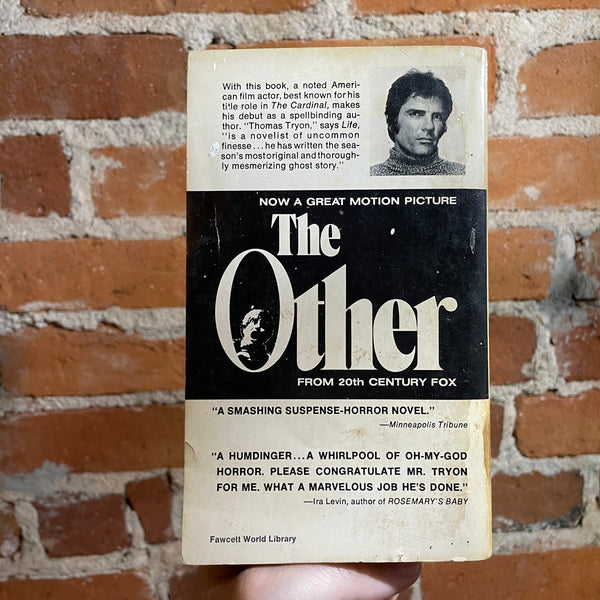 With this book, a noted Ameri-
can film actor, best known for his
title role in The Cardinal, makes
his debut as a spellbinding au-
thor. "Thomas Tryon," says Life,
"is a novelist of uncommon
finesse...he has written the sea-
son's most original and thorough-
ly mesmerizing ghost story."
NOW A GREAT MOTION PICTURE
The
Other
FROM 20th CENTURY FOX
"A SMASHING SUSPENSE-HORROR NOVEL."
—Minneapolis Tribune
"A HUMDINGER...A WHIRLPOOL OF OH-MY-GOD
HORROR. PLEASE CONGRATULATE MR. TRYON
FOR ME. WHAT A MARVELOUS JOB HE'S DONE."
—Ira Levin, author of ROSEMARY'S BABY
Fawcett World Library